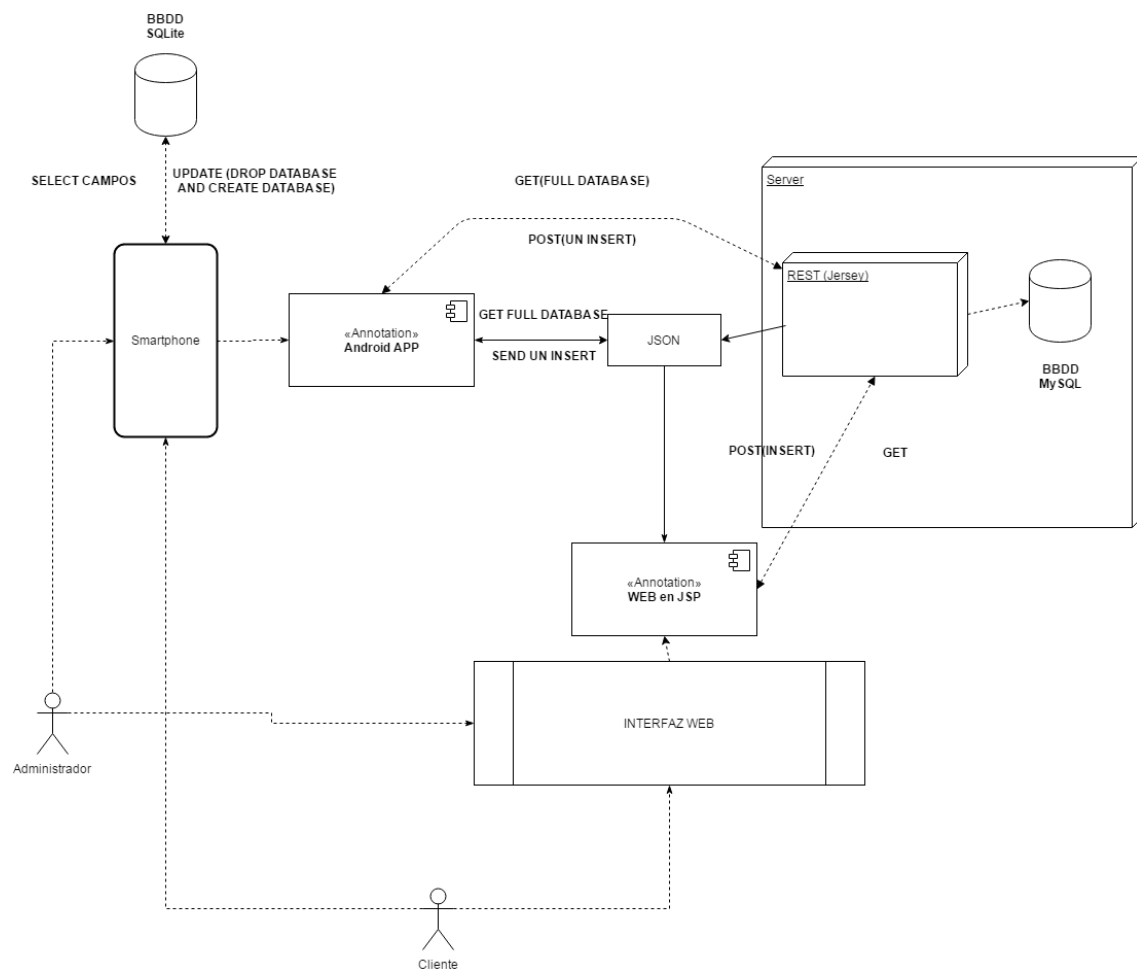 BBDD
SQLite
SELECT CAMPOS
UPDATE (DROP DATABASE
AND CREATE DATABASE)
GET(FULL DATABASE)
POST(UN INSERT)
Server
REST (Jersey)
BBDD
MySQL
Smartphone
«Annotation»
Android APP
GET FULL DATABASE
SEND UN INSERT
JSON
POST(INSERT)
GET
«Annotation»
WEB en JSP
INTERFAZ WEB
Administrador
Cliente